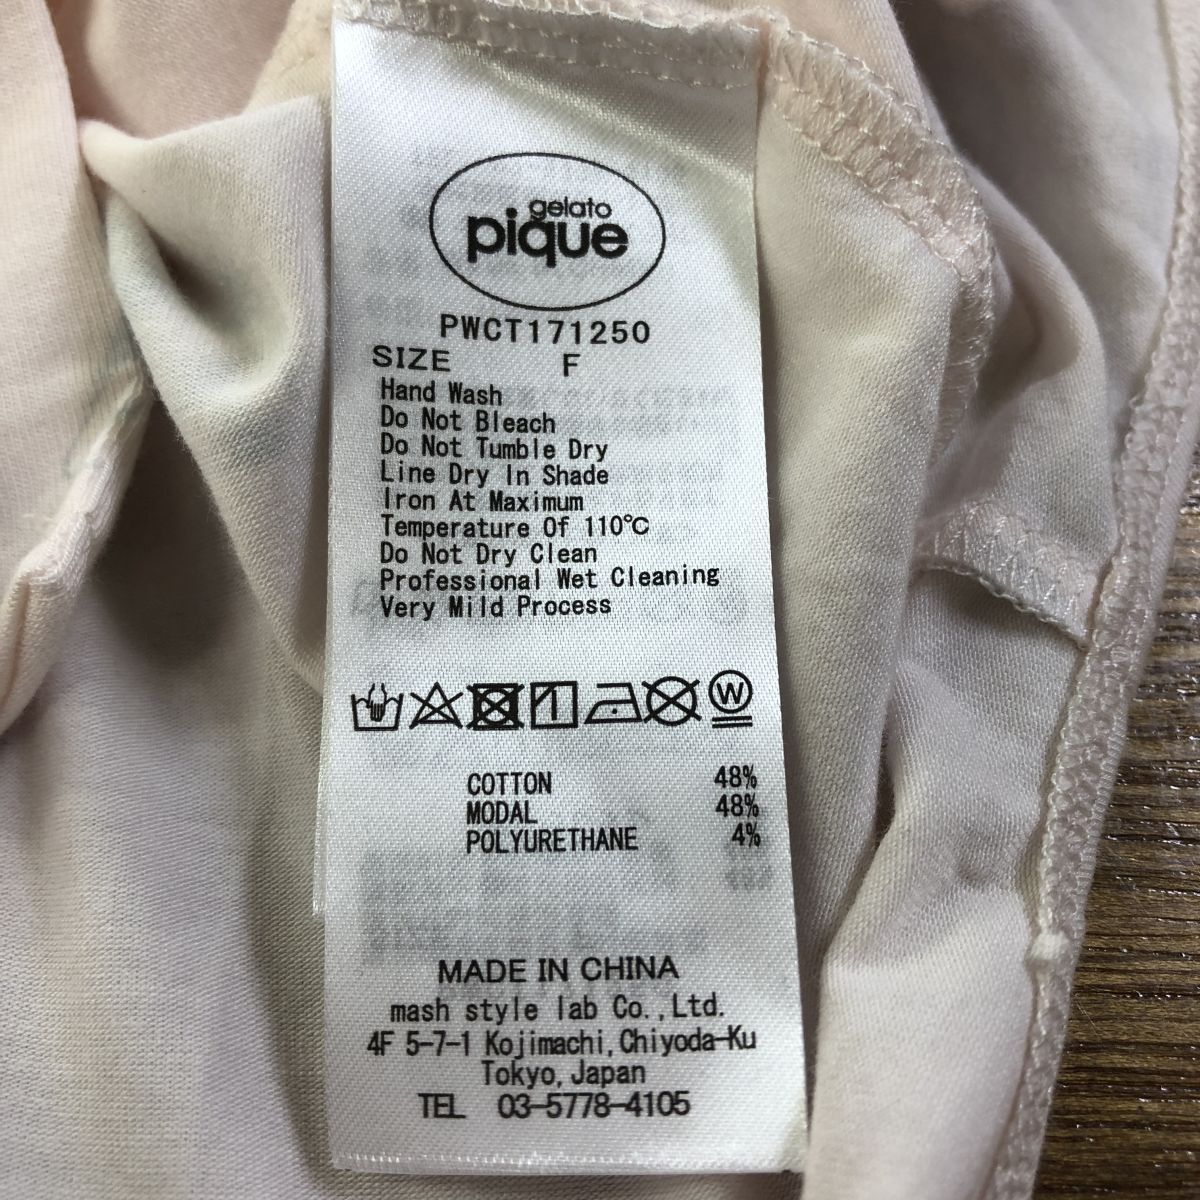 gelato
pique
PWCT171250
SIZE F
Hand Wash
Do Not Bleach
Do Not Tumble Dry
Line Dry In Shade
Iron At Maximum
Temperature Of 110℃
Do Not Dry Clean
Professional Wet Cleaning
Very Mild Process
W
COTTON 48%
MODAL 48%
POLYURETHANE 4%
MADE IN CHINA
mash style lab Co.,Ltd.
4F 5-7-1 Kojimachi,Chiyoda-Ku
Tokyo,Japan
TEL 03-5778-4105